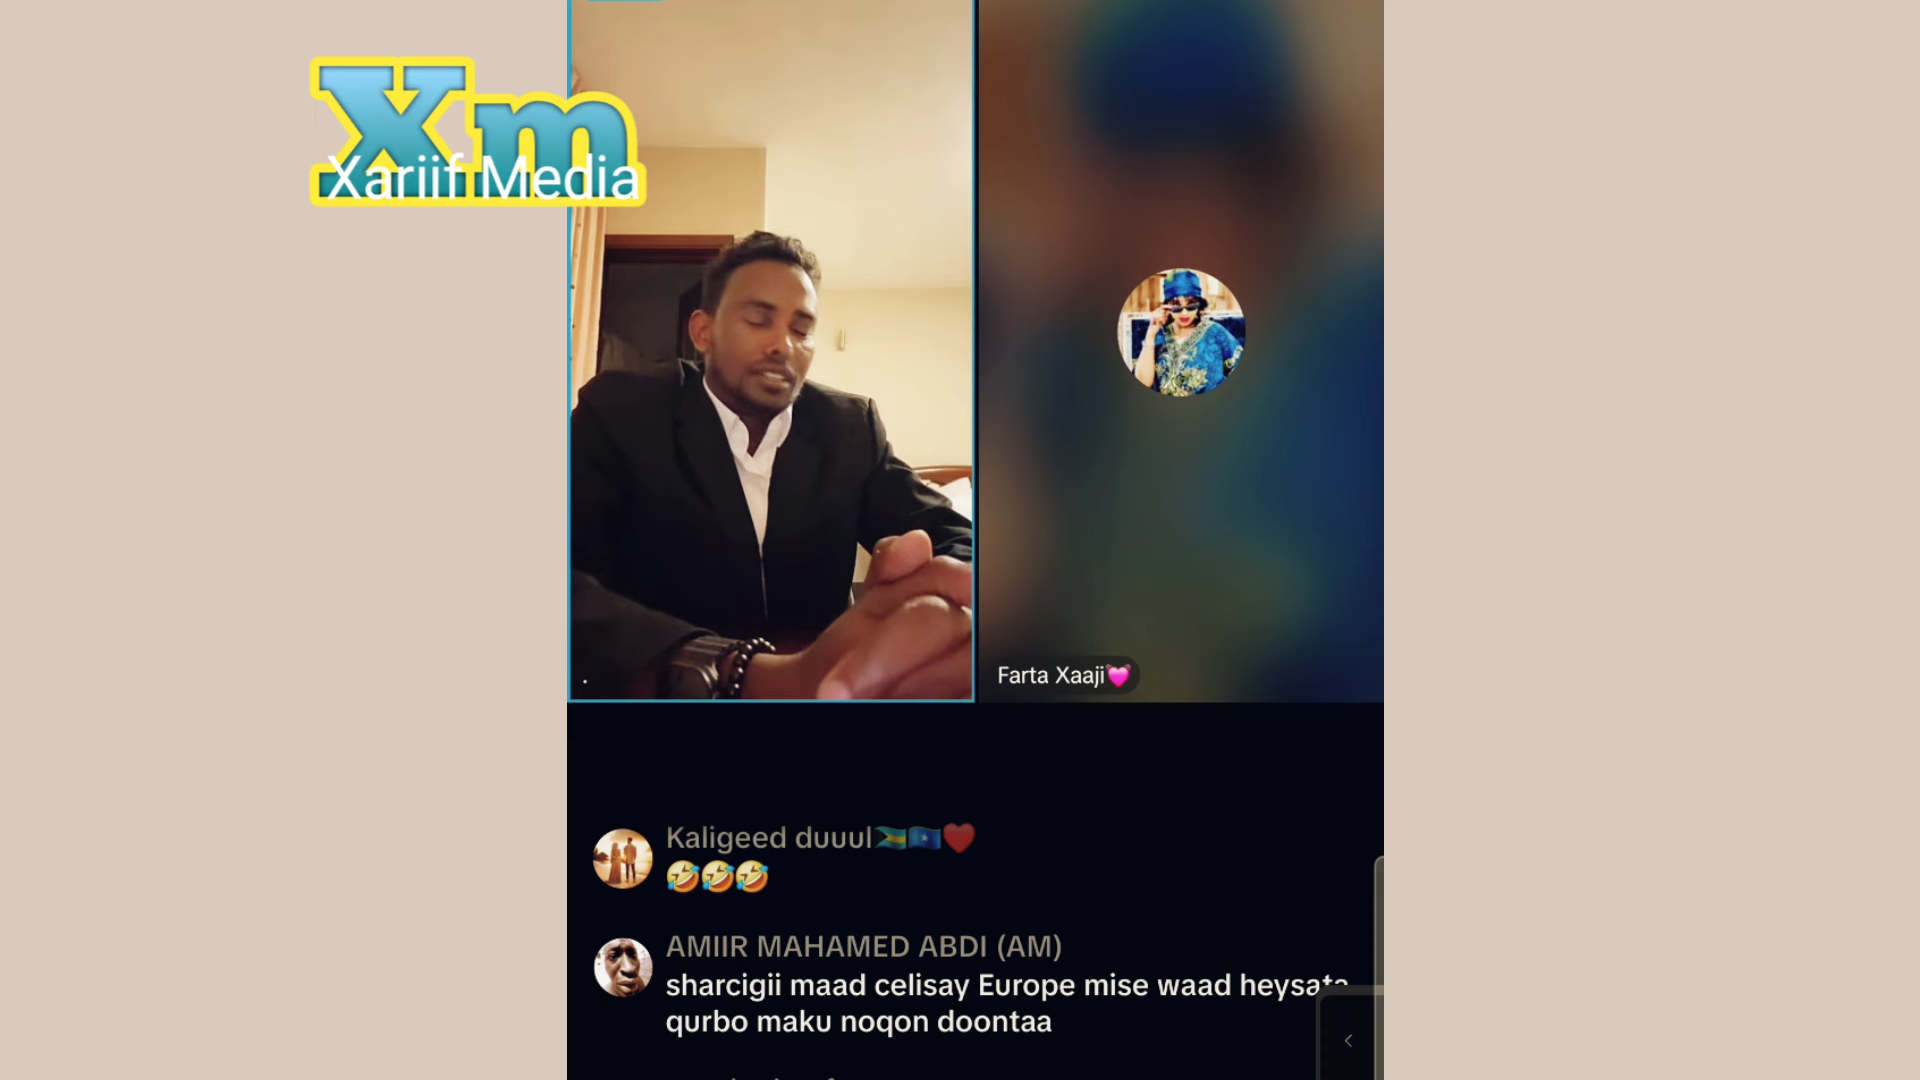 Xm
Xariif Media
Farta Xaaji💓
Kaligeed duuul🇧🇸🇸🇴❤️
🤣🤣🤣
AMIIR MAHAMED ABDI (AM)
sharcigii maad celisay Europe mise waad heysata
qurbo maku noqon doontaa